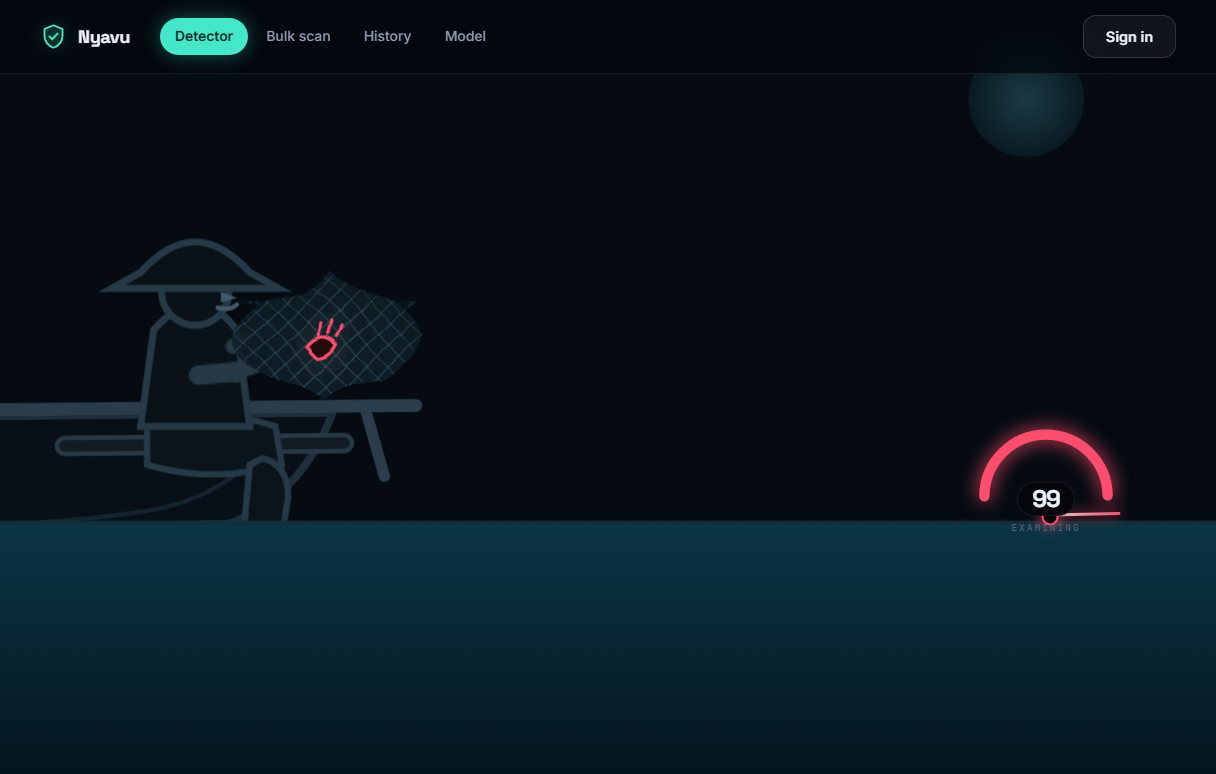 Nyavu
Detector
Bulk scan
History
Model
Sign in
99
EXAMINING